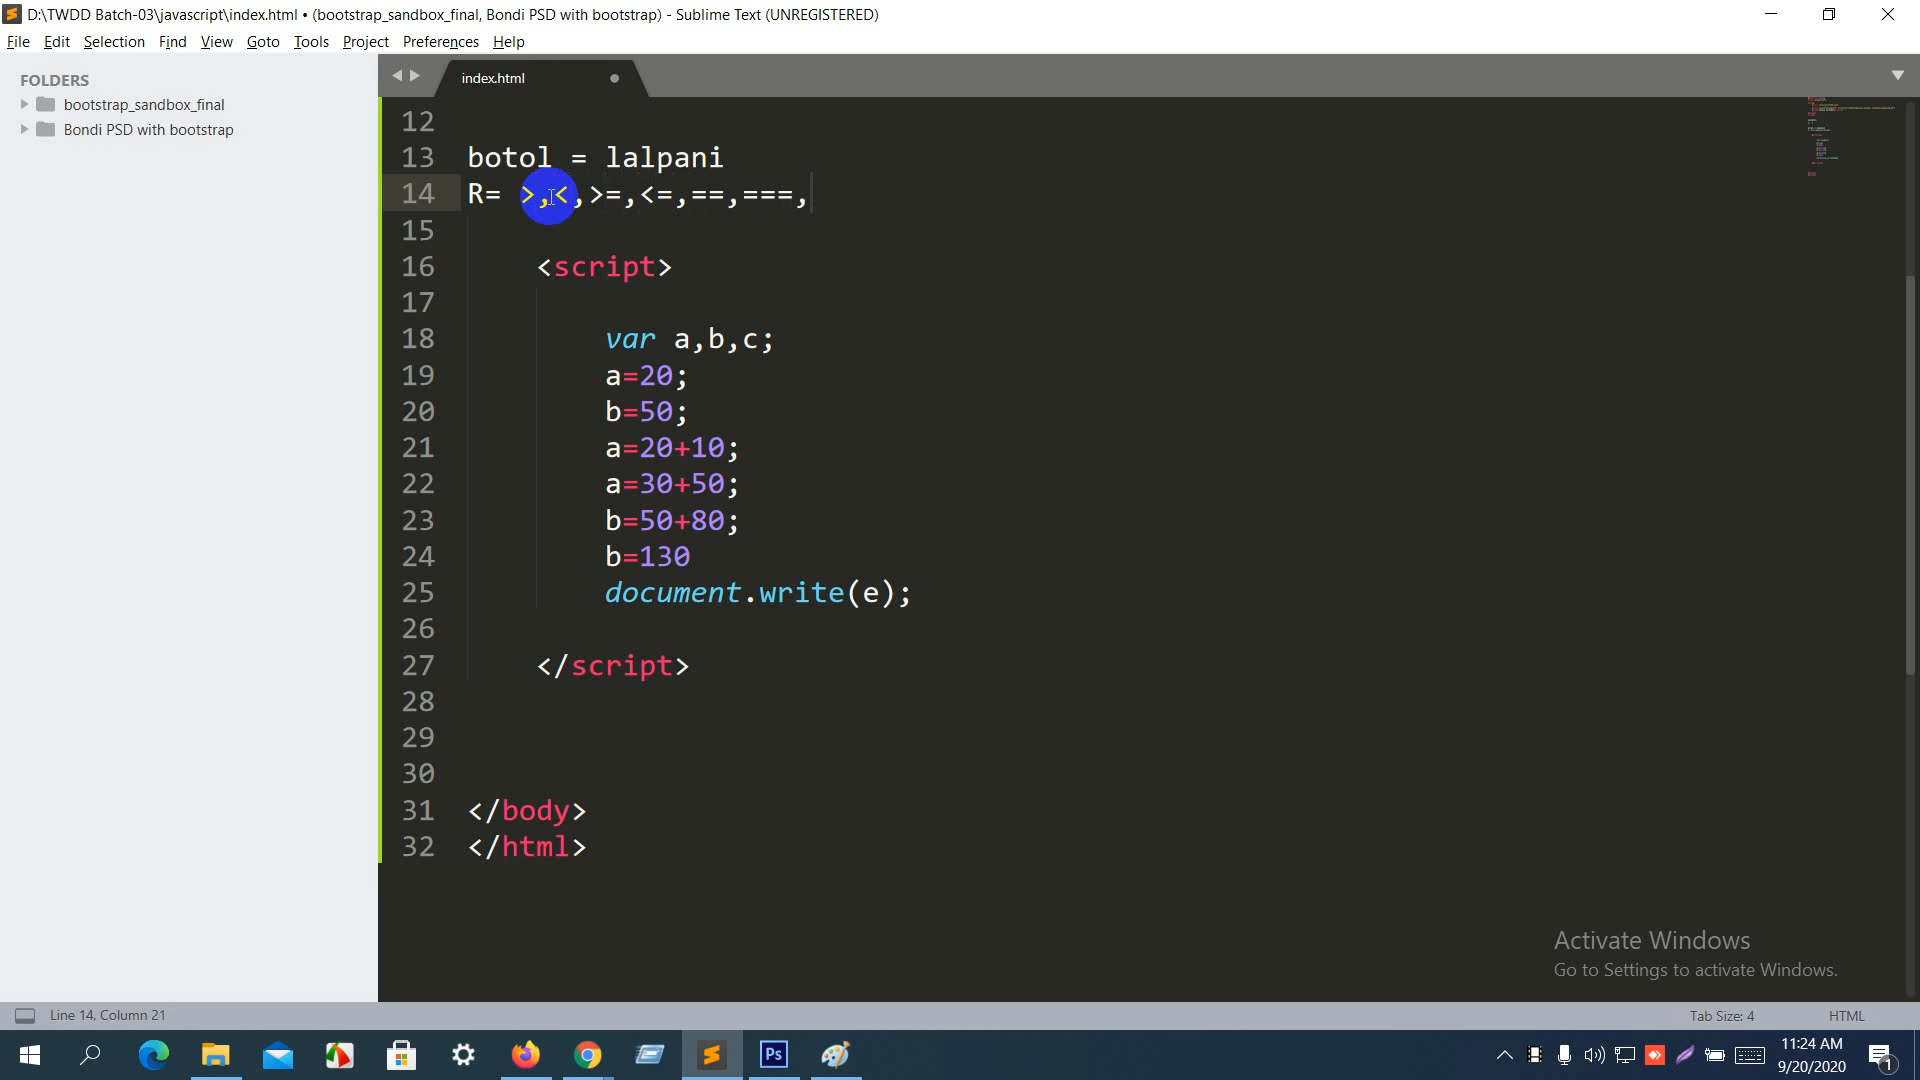 D:\TWDD Batch-03\javascript\index.html • (bootstrap_sandbox_final, Bondi PSD with bootstrap) - Sublime Text (UNREGISTERED)
File Edit Selection Find View Goto Tools Project Preferences Help
FOLDERS
bootstrap_sandbox_final
Bondi PSD with bootstrap
index.html
12
13 botol = lalpani
14 R= >,<,>=,<=,==,===,
15
16 <script>
17
18 var a,b,c;
19 a=20;
20 b=50;
21 a=20+10;
22 a=30+50;
23 b=50+80;
24 b=130
25 document.write(e);
26
27 </script>
28
29
30
31 </body>
32 </html>
Activate Windows
Go to Settings to activate Windows.
Line 14, Column 21
Tab Size: 4
HTML
Ps
11:24 AM
9/20/2020
1